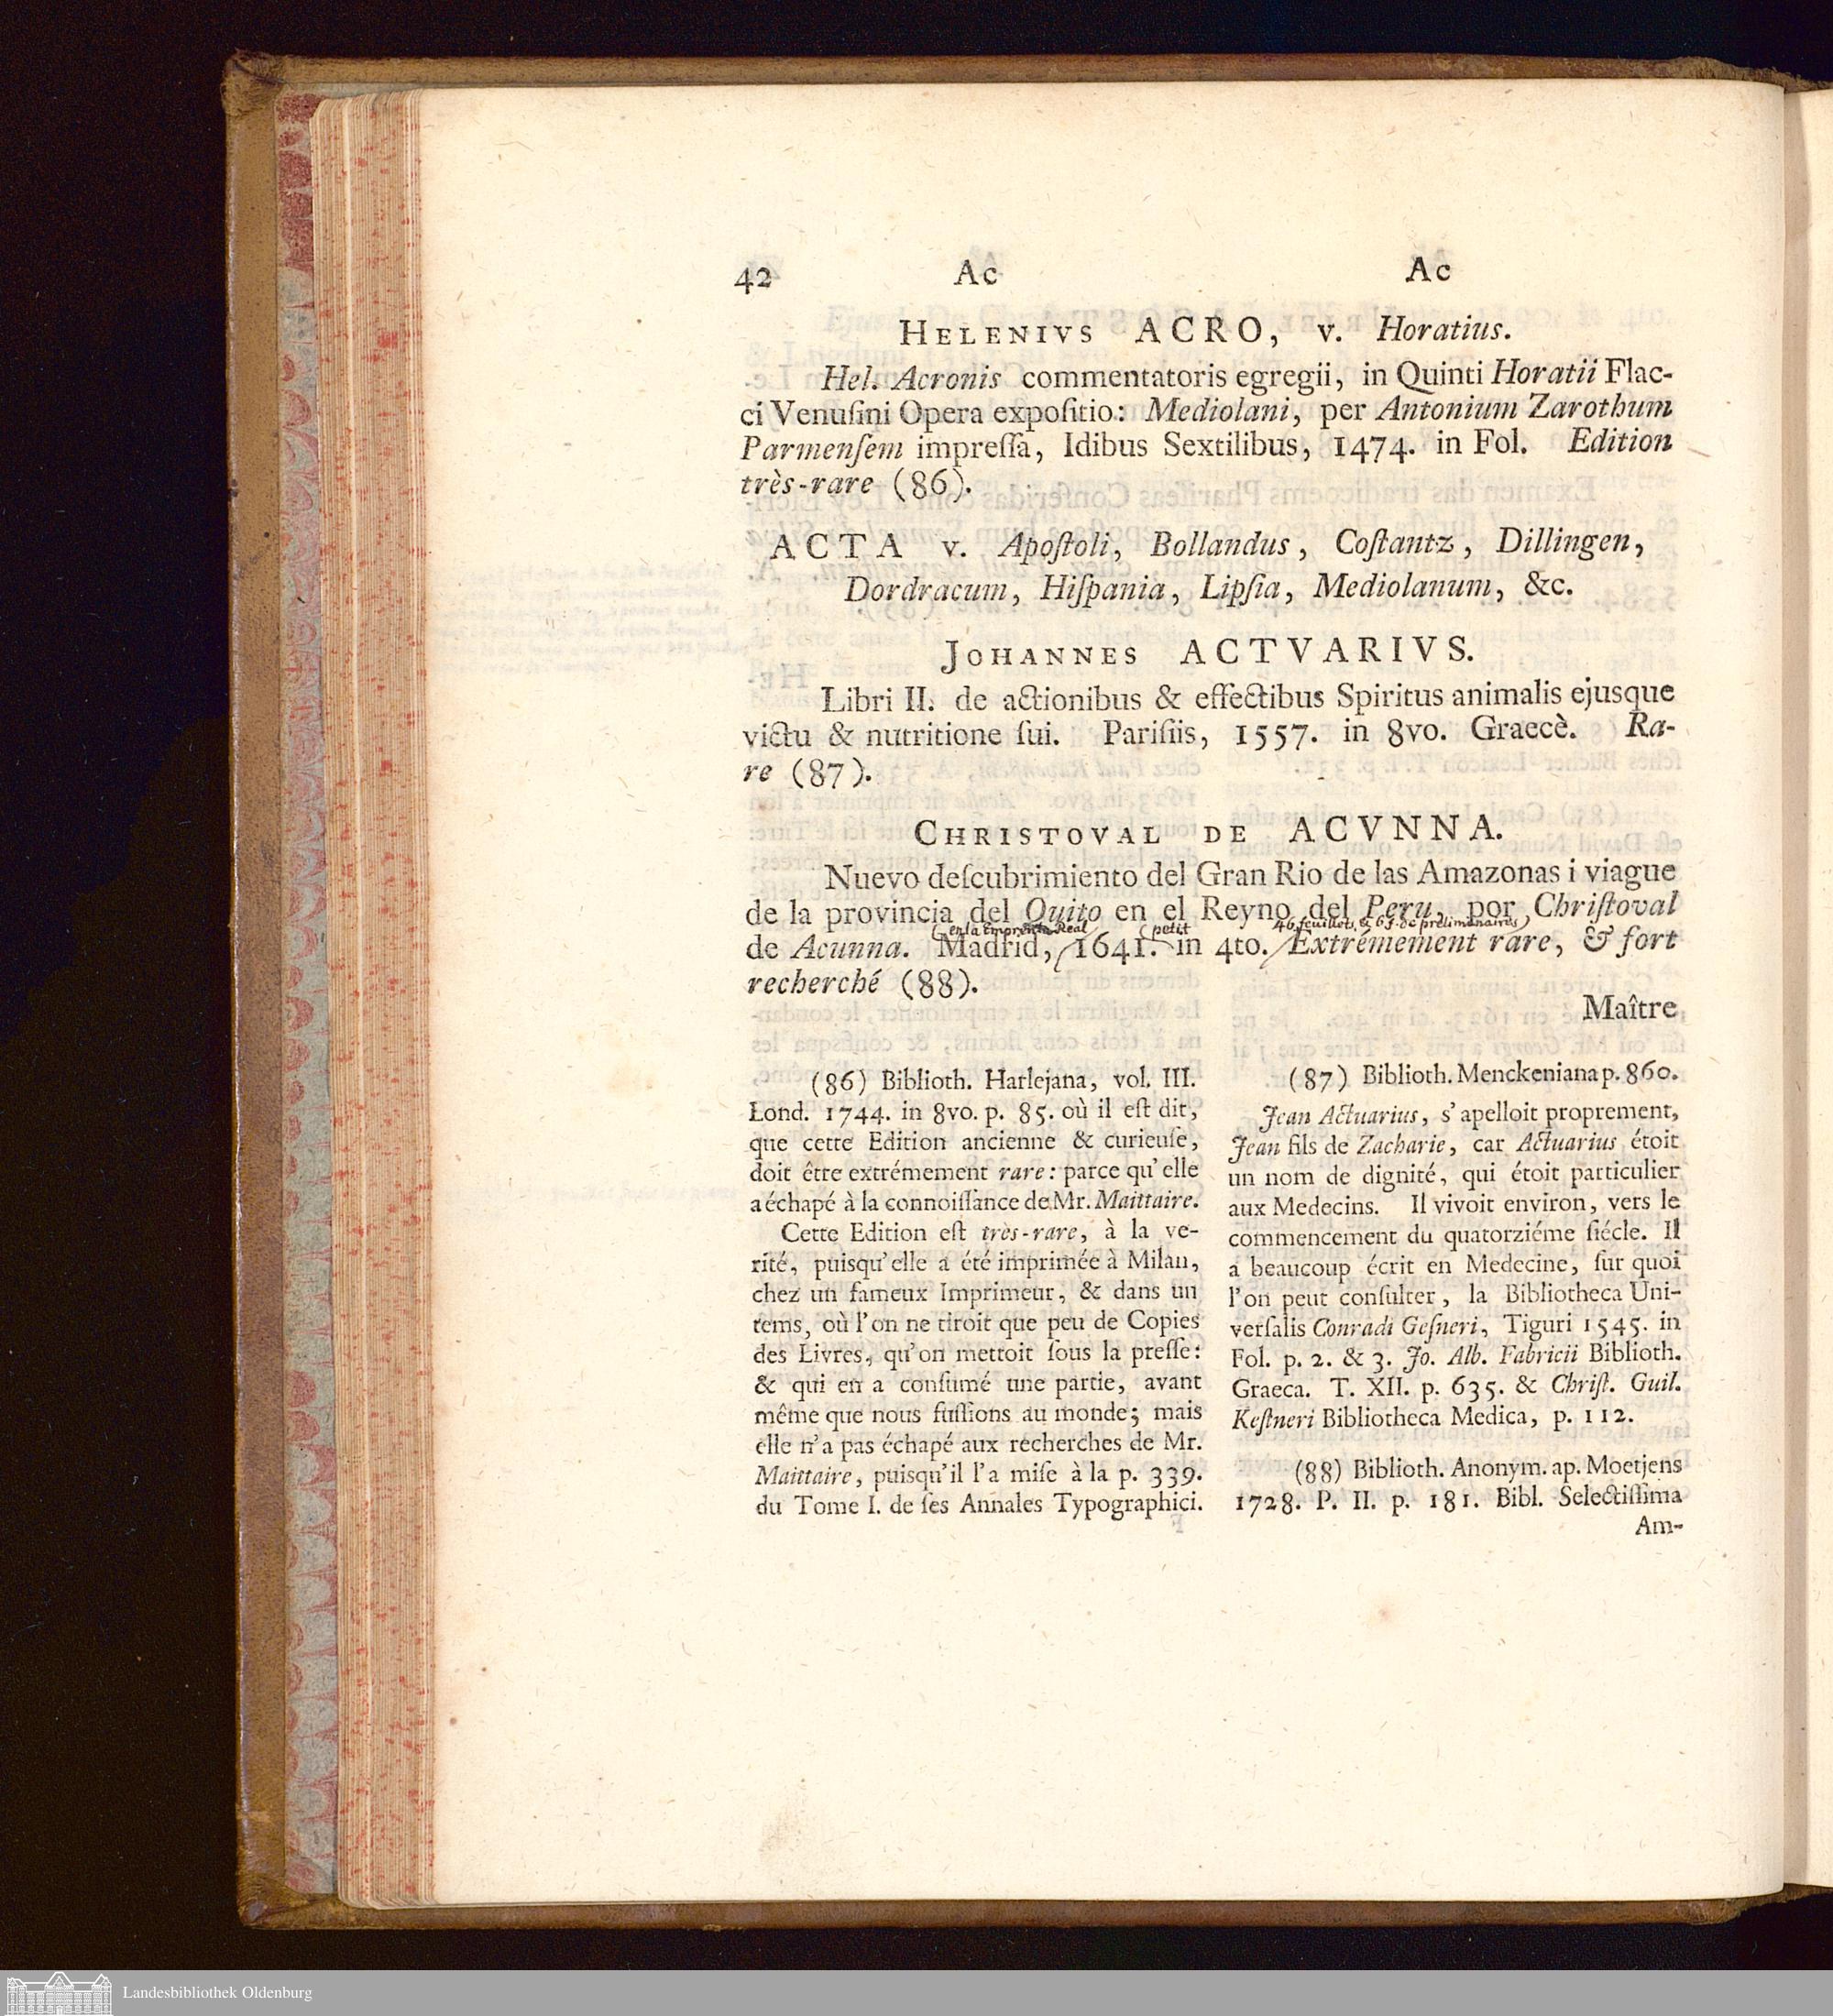 42 Ac Ac
HELENIVS ACRO, v. Horatius.
Hel. Acronis commentatoris egregii, in Quinti Horatii Flac-
ci Venuſini Opera expoſitio: Mediolani, per Antonium Zarothum
Parmenſem impreſſa, Idibus Sextilibus, 1474. in Fol. Edition
très-rare (86).
ACTA v. Apoſtoli, Bollandus, Coſtantz, Dillingen,
Dordracum, Hiſpania, Lipſia, Mediolanum, &c.
JOHANNES ACTVARIVS.
Libri II. de actionibus & effectibus Spiritus animalis ejusque
victu & nutritione ſui. Pariſiis, 1557. in 8vo. Graecè. Ra-
re (87).
CHRISTOVAL DE ACVNNA.
Nuevo deſcubrimiento del Gran Rio de las Amazonas i viague
de la provincia del Quito en el Reyno del Peru, por Chriſtoval
(en la Emprenta Real (petit 46 feuillets, & 6 f. de préliminaires)
de Acunna. Madrid, 1641. in 4to. Extrémement rare, & fort
recherché (88).
Maître
(86) Biblioth. Harlejana, vol. III.
Lond. 1744. in 8vo. p. 85. où il eſt dit,
que cette Edition ancienne & curieuſe,
doit être extrémement rare: parce qu'elle
a échapé à la connoiſſance de Mr. Maittaire.
Cette Edition eſt très-rare, à la ve-
rité, puisqu'elle a été imprimée à Milan,
chez un fameux Imprimeur, & dans un
tems, où l'on ne tiroit que peu de Copies
des Livres, qu'on mettoit ſous la preſſe:
& qui en a conſumé une partie, avant
même que nous fuſſions au monde; mais
elle n'a pas échapé aux recherches de Mr.
Maittaire, puisqu'il l'a miſe à la p. 339.
du Tome I. de ſes Annales Typographici.
(87) Biblioth. Menckeniana p. 860.
Jean Actuarius, s'apelloit proprement,
Jean fils de Zacharie, car Actuarius étoit
un nom de dignité, qui étoit particulier
aux Medecins. Il vivoit environ, vers le
commencement du quatorziéme ſiécle. Il
a beaucoup écrit en Medecine, ſur quoi
l'on peut conſulter, la Bibliotheca Uni-
verſalis Conradi Geſneri, Tiguri 1545. in
Fol. p. 2. & 3. Jo. Alb. Fabricii Biblioth.
Graeca. T. XII. p. 635. & Chriſt. Guil.
Keſtneri Bibliotheca Medica, p. 112.
(88) Biblioth. Anonym. ap. Moetjens
1728. P. II. p. 181. Bibl. Selectiſſima
Am-
Landesbibliothek Oldenburg